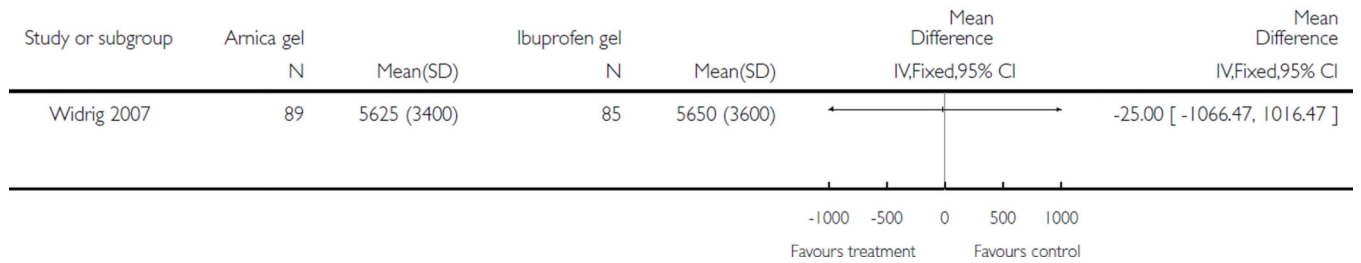 Mean Mean
Study or subgroup Arnica gel Ibuprofen gel Difference Difference
N Mean(SD) N Mean(SD) IV,Fixed,95% CI IV,Fixed,95% CI
Widrig 2007 89 5625 (3400) 85 5650 (3600) -25.00 [ -1066.47, 1016.47 ]
-1000 -500 0 500 1000
Favours treatment Favours control